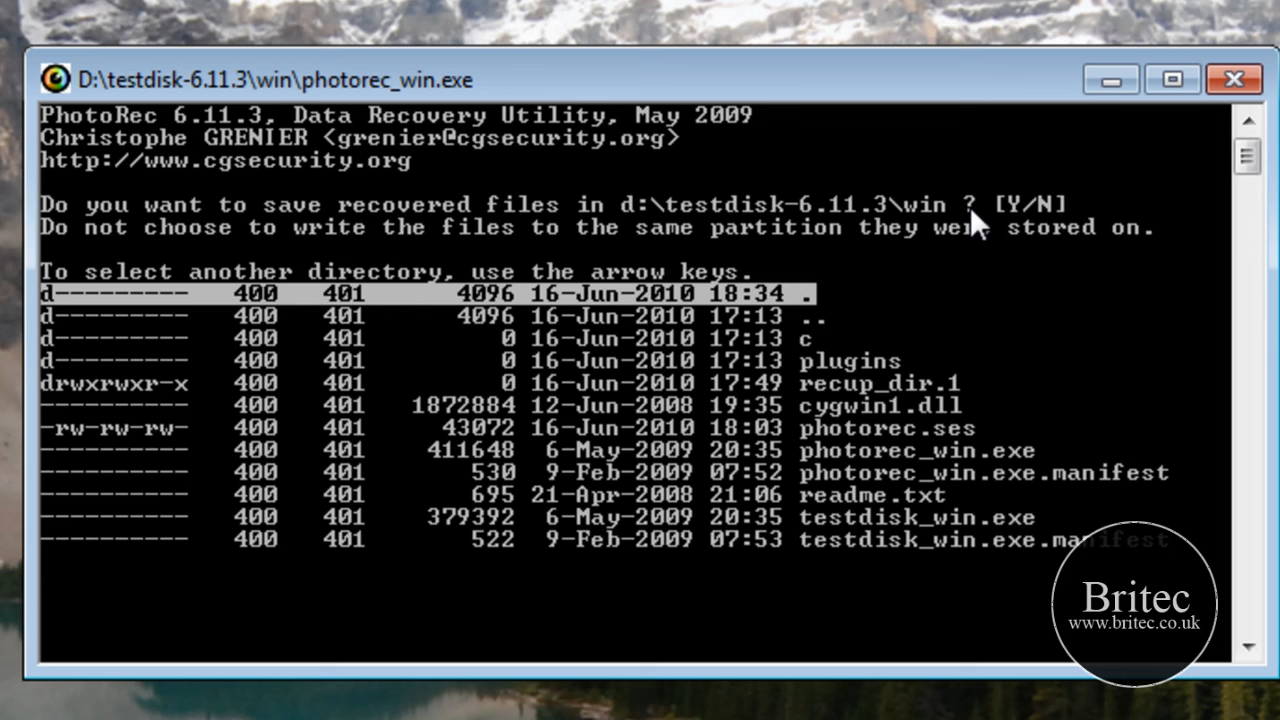 D:\testdisk-6.11.3\win\photorec_win.exe
PhotoRec 6.11.3, Data Recovery Utility, May 2009
Christophe GRENIER <grenier@cgsecurity.org>
http://www.cgsecurity.org
Do you want to save recovered files in d:\testdisk-6.11.3\win ? [Y/N]
Do not choose to write the files to the same partition they were stored on.
To select another directory, use the arrow keys.
d--------- 400 401 4096 16-Jun-2010 18:34 .
d--------- 400 401 4096 16-Jun-2010 17:13 ..
d--------- 400 401 0 16-Jun-2010 17:13 c
d--------- 400 401 0 16-Jun-2010 17:13 plugins
drwxrwxr-x 400 401 0 16-Jun-2010 17:49 recup_dir.1
---------- 400 401 1872884 12-Jun-2008 19:35 cygwin1.dll
-rw-rw-rw- 400 401 43072 16-Jun-2010 18:03 photorec.ses
---------- 400 401 411648 6-May-2009 20:35 photorec_win.exe
---------- 400 401 530 9-Feb-2009 07:52 photorec_win.exe.manifest
---------- 400 401 695 21-Apr-2008 21:06 readme.txt
---------- 400 401 379392 6-May-2009 20:35 testdisk_win.exe
---------- 400 401 522 9-Feb-2009 07:53 testdisk_win.exe.manifest
Britec
www.britec.co.uk